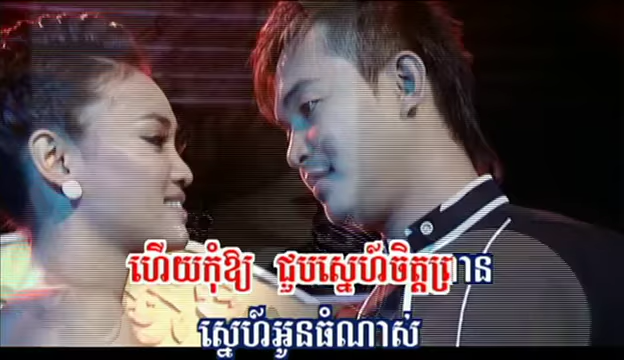 ហើយកុំឱ្យ ជួបស្នេហ៍ចិត្តព្រាន
ស្នេហ៍អូនធំណាស់